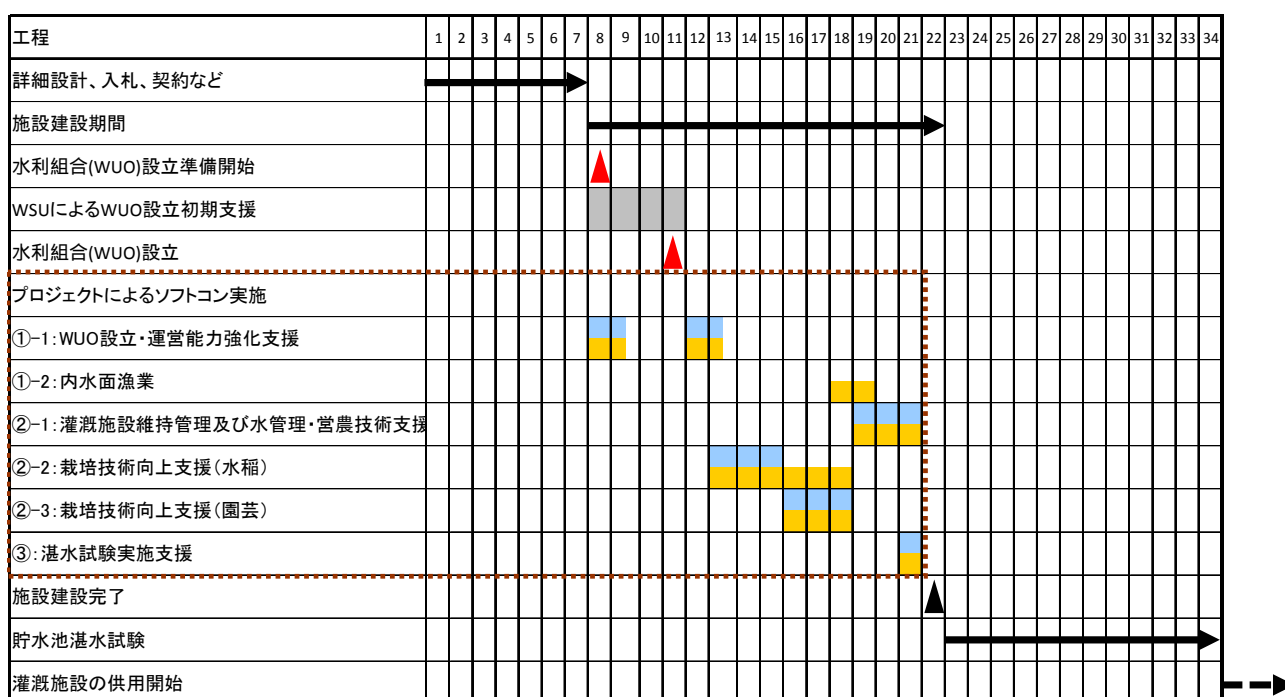 工程 1 2 3 4 5 6 7 8 9 10 11 12 13 14 15 16 17 18 19 20 21 22 23 24 25 26 27 28 29 30 31 32 33 34
詳細設計、入札、契約など
施設建設期間
水利組合(WUO)設立準備開始
WSUによるWUO設立初期支援
水利組合(WUO)設立
プロジェクトによるソフトコン実施
①-1:WUO設立・運営能力強化支援
①-2:内水面漁業
②-1:灌漑施設維持管理及び水管理・営農技術支援
②-2:栽培技術向上支援(水稲)
②-3:栽培技術向上支援(園芸)
③:湛水試験実施支援
施設建設完了
貯水池湛水試験
灌漑施設の供用開始